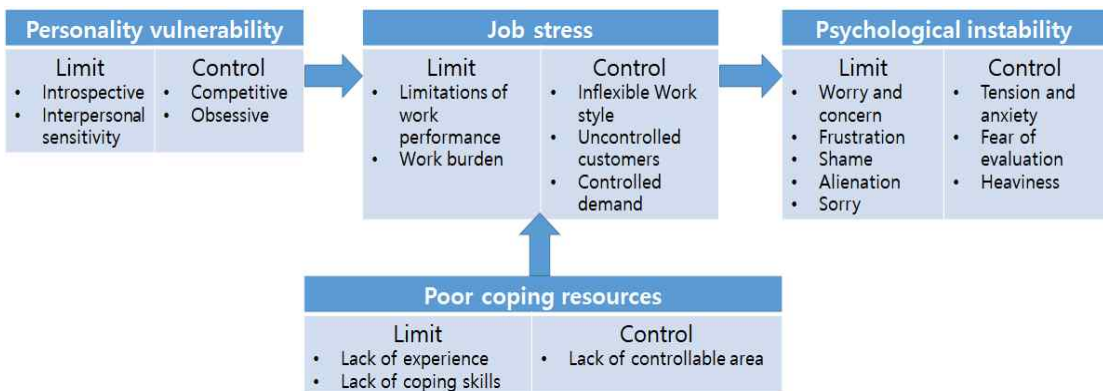 Personality vulnerability
Limit
• Introspective
• Interpersonal
sensitivity
Control
• Competitive
• Obsessive
Job stress
Limit
• Limitations of
work
performance
• Work burden
Control
• Inflexible Work
style
• Uncontrolled
customers
• Controlled
demand
Psychological instability
Limit
• Worry and
concern
• Frustration
• Shame
• Alienation
• Sorry
Control
• Tension and
anxiety
• Fear of
evaluation
• Heaviness
Poor coping resources
Limit
• Lack of experience
• Lack of coping skills
Control
• Lack of controllable area